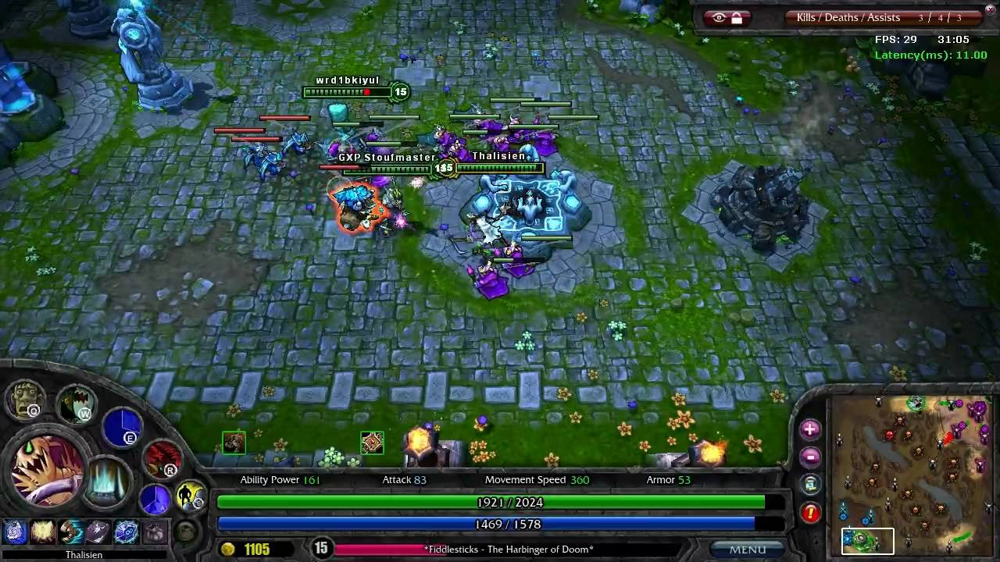 Kills / Deaths / Assists 3 / 4 / 3
FPS: 29 31:05
Latency(ms): 11.00
wrd1bkiyul
15
GXP Stoufmaster
Thalisien
Q
W
E
R
A
Ability Power 161 Attack 83 Movement Speed 360 Armor 53
1921 / 2024
1469 / 1578
Thalisien
1105
15
*Fiddlesticks - The Harbinger of Doom*
MENU